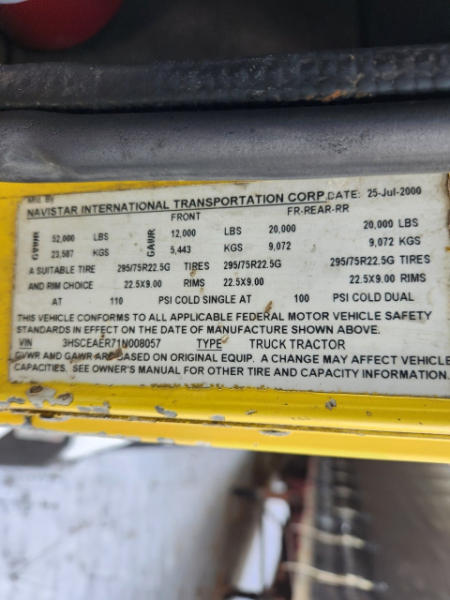 Mfd. By
NAVISTAR INTERNATIONAL TRANSPORTATION CORP. DATE: 25-Jul-2000
FRONT FR-REAR-RR
GVWR 52,000 LBS GAWR 12,000 LBS 20,000 20,000 LBS
23,587 KGS 5,443 KGS 9,072 9,072 KGS
A SUITABLE TIRE 295/75R22.5G TIRES 295/75R22.5G 295/75R22.5G TIRES
AND RIM CHOICE 22.5X9.00 RIMS 22.5X9.00 22.5X9.00 RIMS
AT 110 PSI COLD SINGLE AT 100 PSI COLD DUAL
THIS VEHICLE CONFORMS TO ALL APPLICABLE FEDERAL MOTOR VEHICLE SAFETY
STANDARDS IN EFFECT ON THE DATE OF MANUFACTURE SHOWN ABOVE.
VIN 3HSCEAER71N008057 TYPE TRUCK TRACTOR
GVWR AND GAWR ARE BASED ON ORIGINAL EQUIP. A CHANGE MAY AFFECT VEHICLE
CAPACITIES. SEE OWNER'S MANUAL FOR OTHER TIRE AND CAPACITY INFORMATION.